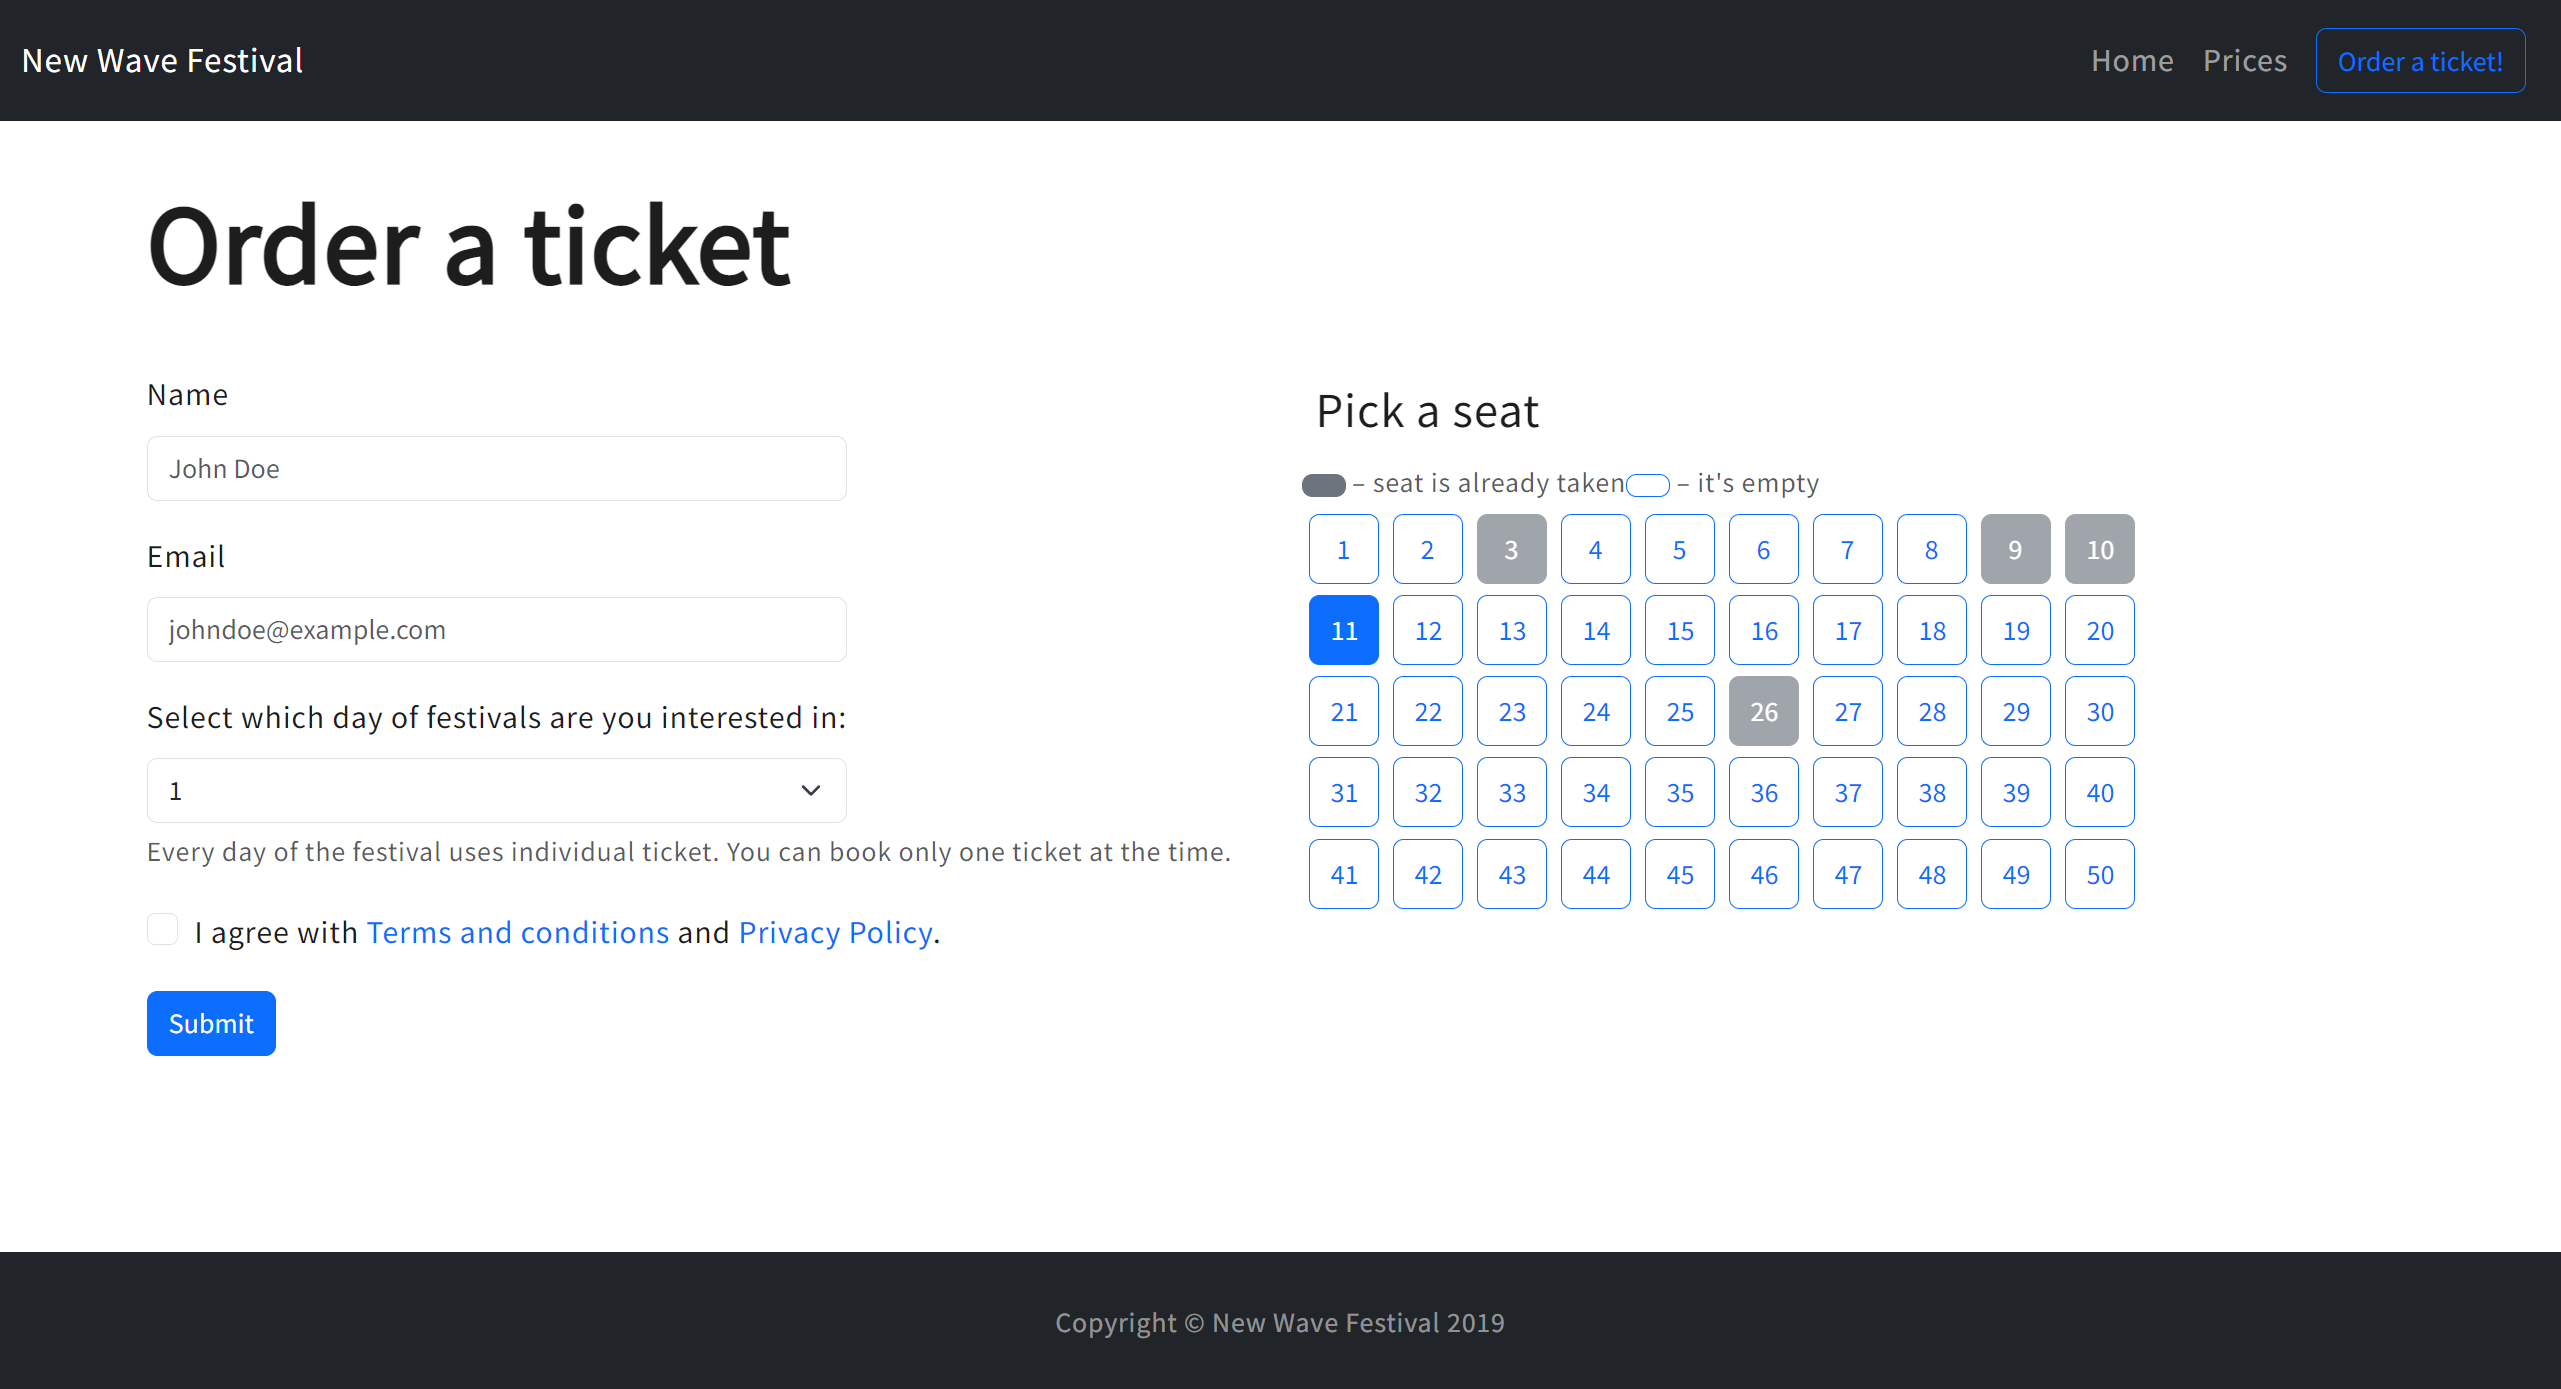 New Wave Festival
Home Prices Order a ticket!
Order a ticket
Name
John Doe
Email
johndoe@example.com
Select which day of festivals are you interested in:
1
Every day of the festival uses individual ticket. You can book only one ticket at the time.
I agree with Terms and conditions and Privacy Policy.
Submit
Pick a seat
– seat is already taken – it's empty
1 2 3 4 5 6 7 8 9 10
11 12 13 14 15 16 17 18 19 20
21 22 23 24 25 26 27 28 29 30
31 32 33 34 35 36 37 38 39 40
41 42 43 44 45 46 47 48 49 50
Copyright © New Wave Festival 2019